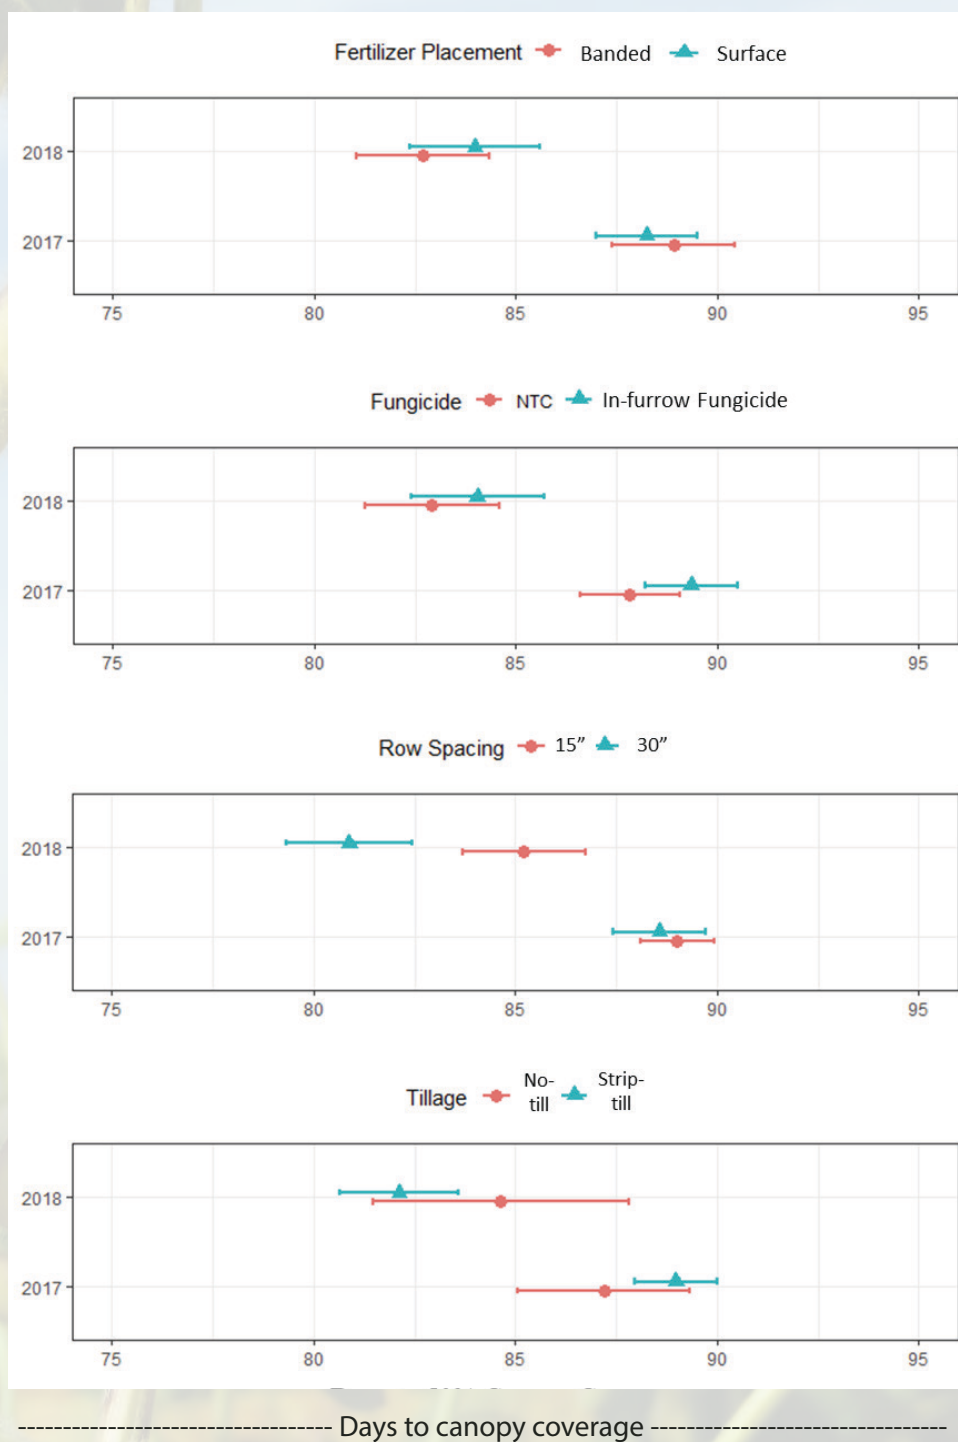 Fertilizer Placement Banded Surface
2018
2017
75 80 85 90 95
Fungicide NTC In-furrow Fungicide
2018
2017
75 80 85 90 95
Row Spacing 15” 30”
2018
2017
75 80 85 90 95
Tillage No-till Strip-till
2018
2017
75 80 85 90 95
---------------------------------- Days to canopy coverage --------------------------------